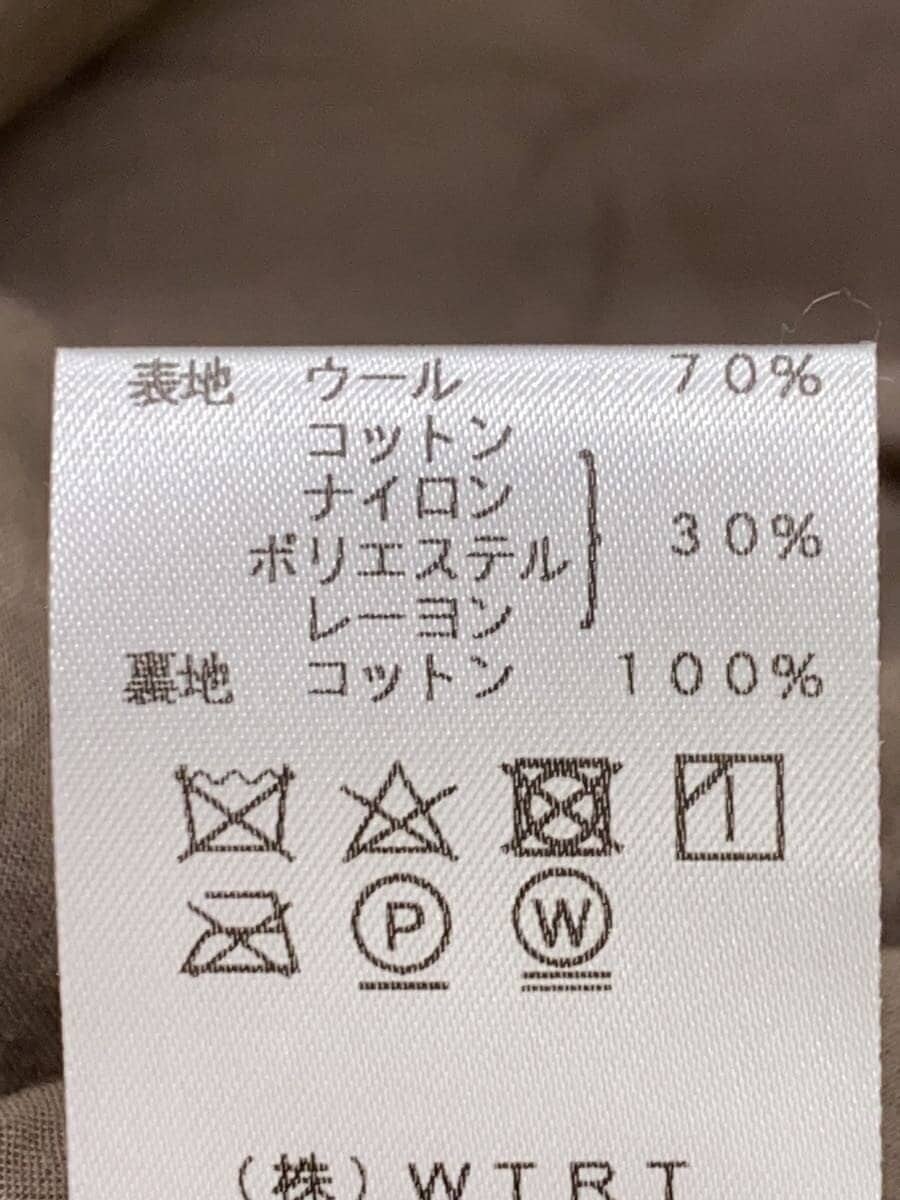 表地 ウール 70%
コットン
ナイロン
ポリエステル
レーヨン
30%
裏地 コットン 100%
P W
(株)